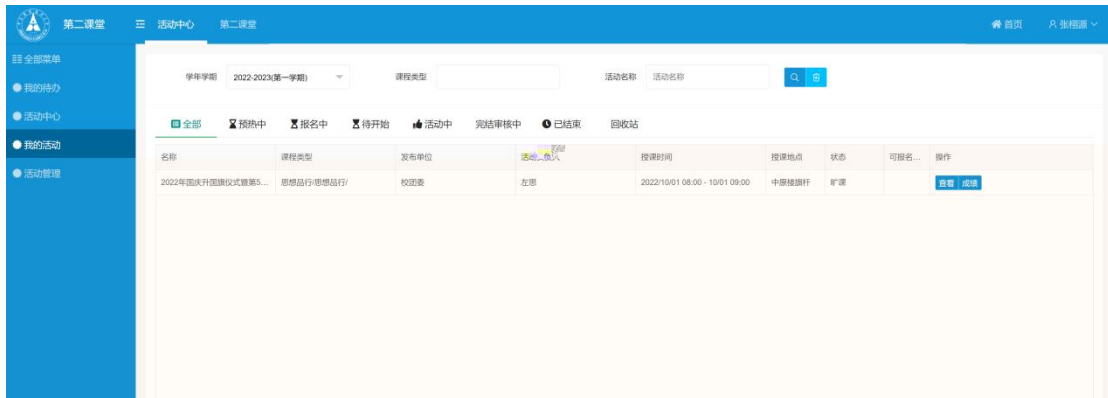 第二课堂 活动中心 第二课堂 首页
全部菜单
我的待办
活动中心
我的活动
活动管理
学年学期 2022-2023(第一学期) 课程类型 活动名称 活动名称
全部 预热中 报名中 待开始 活动中 完结审核中 已结束 回收站
名称 课程类型 发布单位 授课时间 授课地点 状态 可报名... 操作
2022年国庆升国旗仪式暨第5... 思想品行/思想品行/ 校团委 左思 2022/10/01 08:00 - 10/01 09:00 中原楼旗杆 旷课 查看 成绩